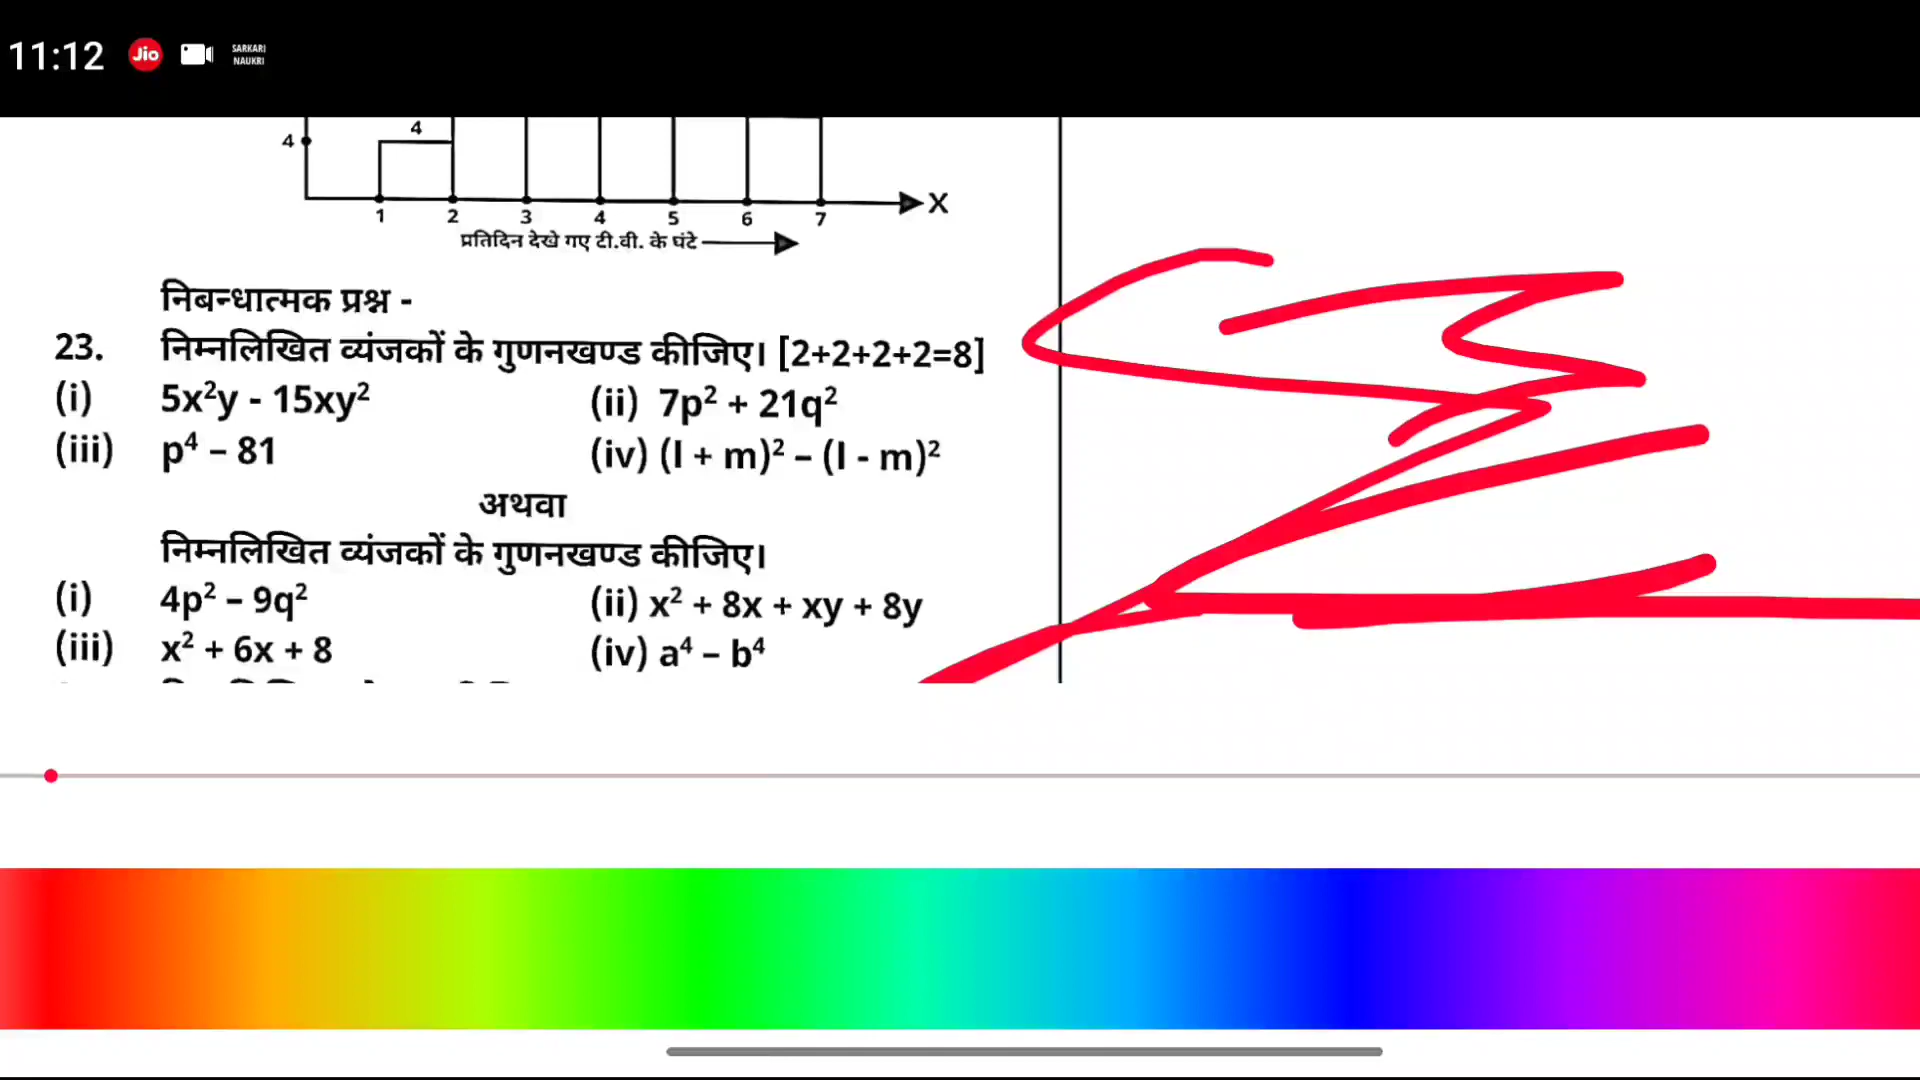 11:12 Jio SARKARI NAUKRI
4
4
1 2 3 4 5 6 7 X
प्रतिदिन देखे गए टी.वी. के घंटे
निबन्धात्मक प्रश्न -
23. निम्नलिखित व्यंजकों के गुणनखण्ड कीजिए। [2+2+2+2=8]
(i) 5x²y - 15xy² (ii) 7p² + 21q²
(iii) p⁴ – 81 (iv) (l + m)² – (l - m)²
अथवा
निम्नलिखित व्यंजकों के गुणनखण्ड कीजिए।
(i) 4p² – 9q² (ii) x² + 8x + xy + 8y
(iii) x² + 6x + 8 (iv) a⁴ – b⁴